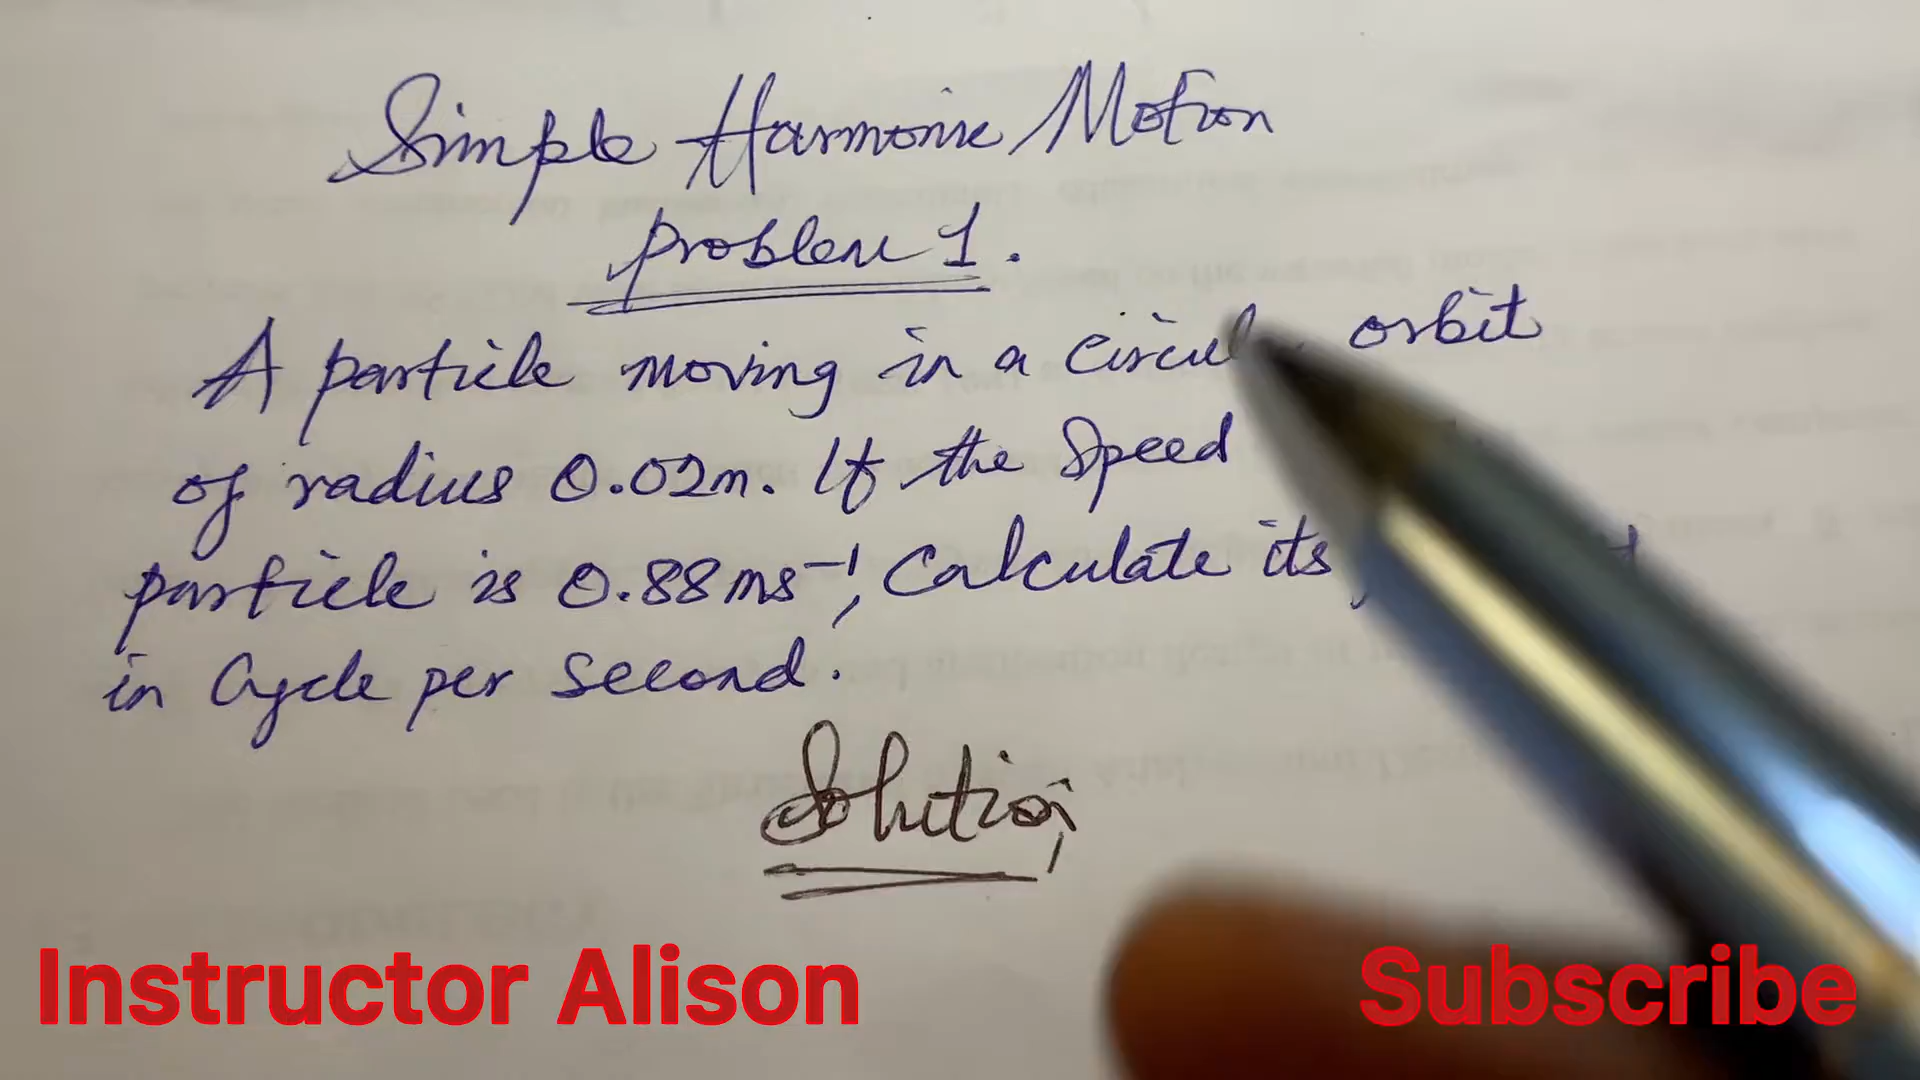 Simple Harmonic Motion
problem 1.
A particle moving in a circul orbit
of radius 0.02m. If the Speed
particle is 0.88ms⁻¹, Calculate its
in Cycle per second.
Solution;
Instructor Alison
Subscribe